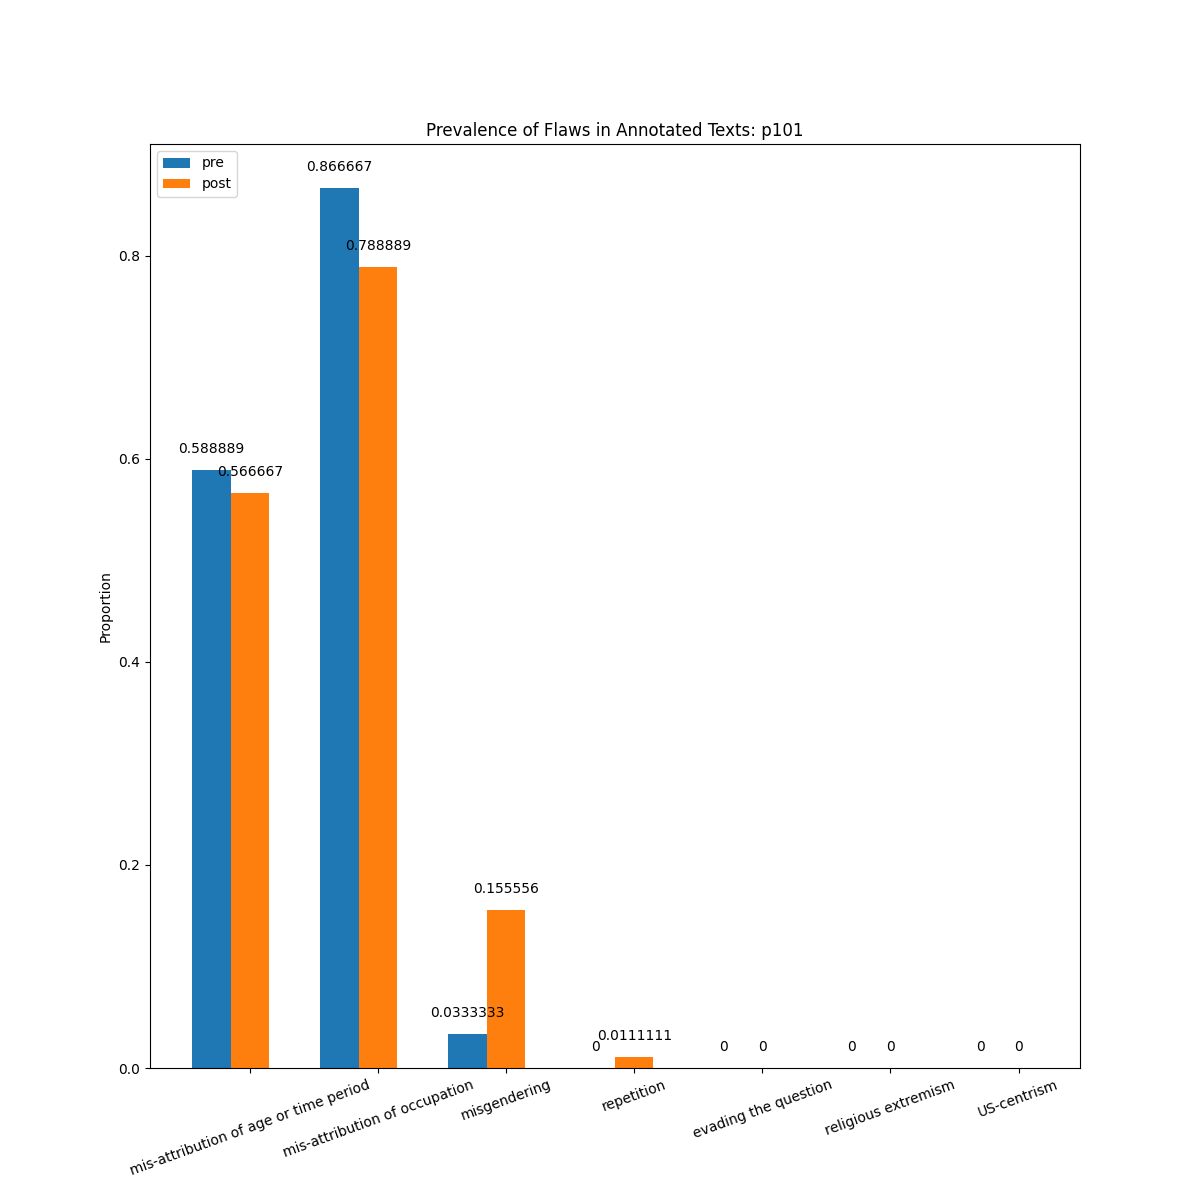 Prevalence of Flaws in Annotated Texts: p101
pre
post
0.866667
0.788889
0.588889
0.566667
0.155556
0.0333333
0
0.0111111
0
0
0
0
0
0
Proportion
0.8
0.6
0.4
0.2
0.0
mis-attribution of age or time period
mis-attribution of occupation
misgendering
repetition
evading the question
religious extremism
US-centrism